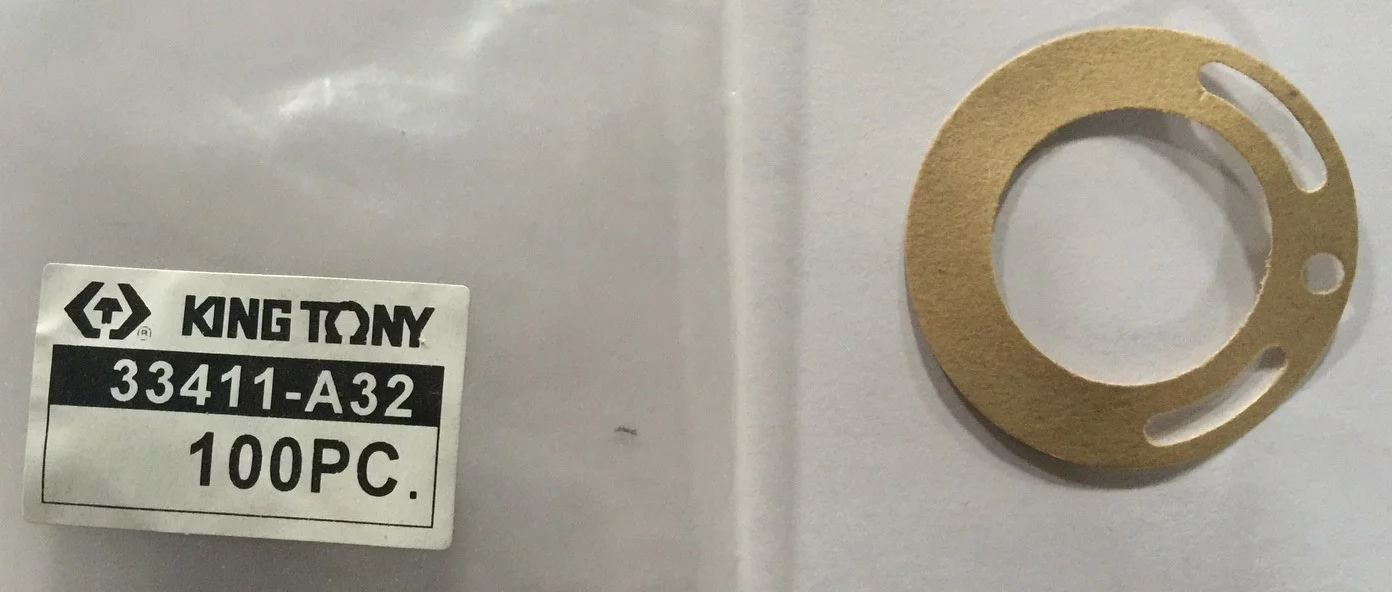 KING TONY
33411-A32
100PC.